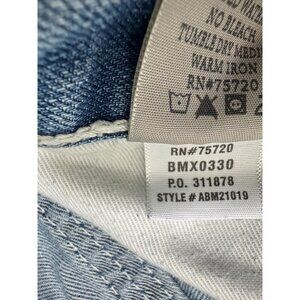 NO BLEACH
TUMBLE DRY MEDI
WARM IRON
RN#75720
RN#75720
BMX0330
P.O. 311878
STYLE # ABM21019